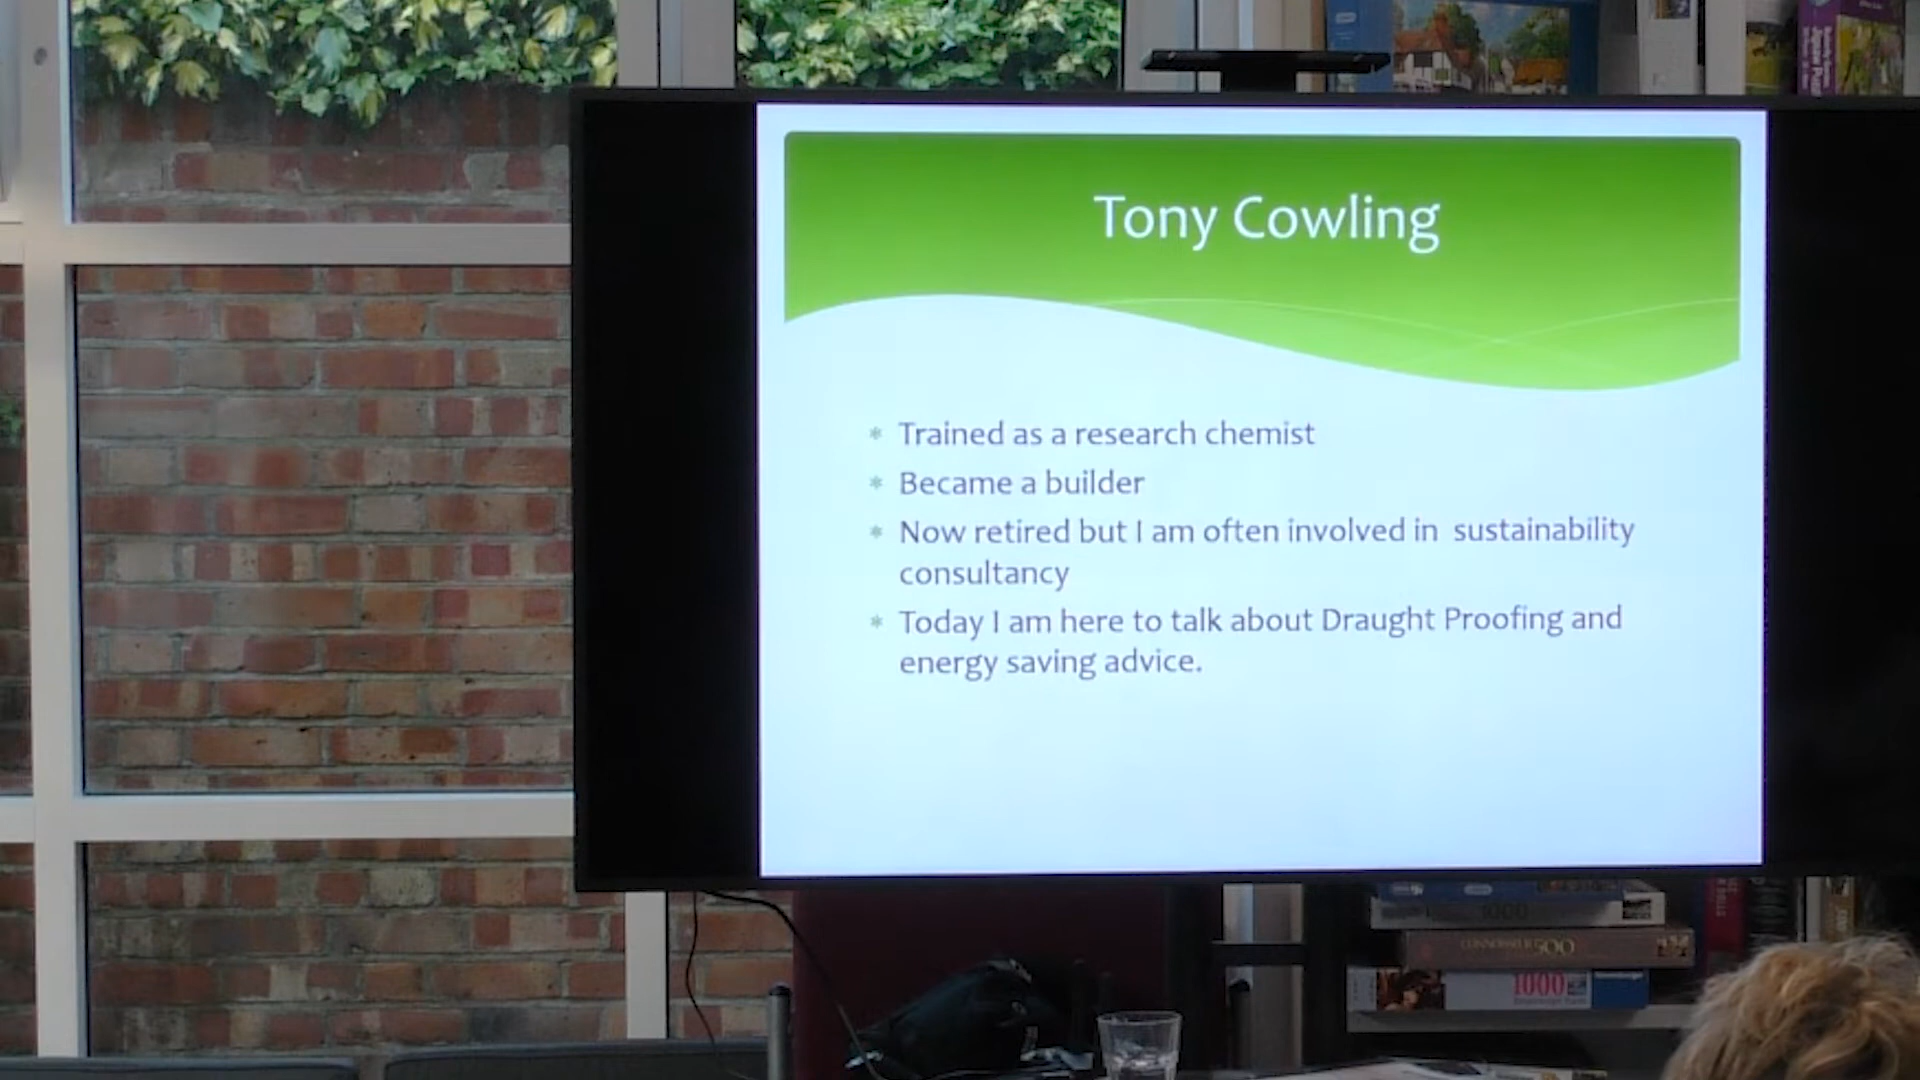 Tony Cowling
Trained as a research chemist
Became a builder
Now retired but I am often involved in sustainability
consultancy
Today I am here to talk about Draught Proofing and
energy saving advice.
1000
1000